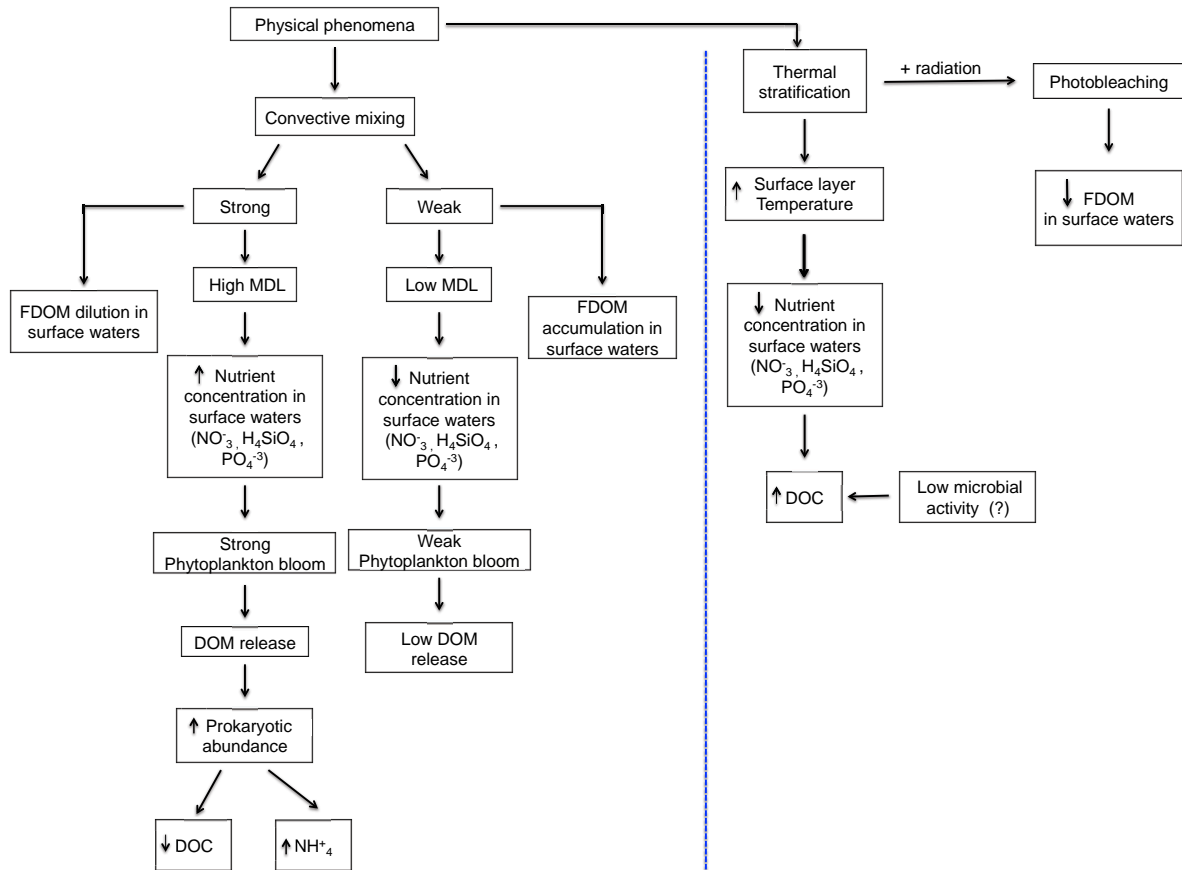 Physical phenomena
Convective mixing
Strong
Weak
High MDL
Low MDL
FDOM dilution in
surface waters
FDOM
accumulation in
surface waters
↑ Nutrient
concentration in
surface waters
(NO⁻₃, H₄SiO₄ ,
PO₄⁻³)
↓ Nutrient
concentration in
surface waters
(NO⁻₃, H₄SiO₄ ,
PO₄⁻³)
Strong
Phytoplankton bloom
Weak
Phytoplankton bloom
DOM release
Low DOM
release
↑ Prokaryotic
abundance
↓ DOC
↑ NH⁺₄
Thermal
stratification
+ radiation
Photobleaching
↑ Surface layer
Temperature
↓ FDOM
in surface waters
↓ Nutrient
concentration in
surface waters
(NO⁻₃, H₄SiO₄ ,
PO₄⁻³)
↑ DOC
Low microbial
activity (?)